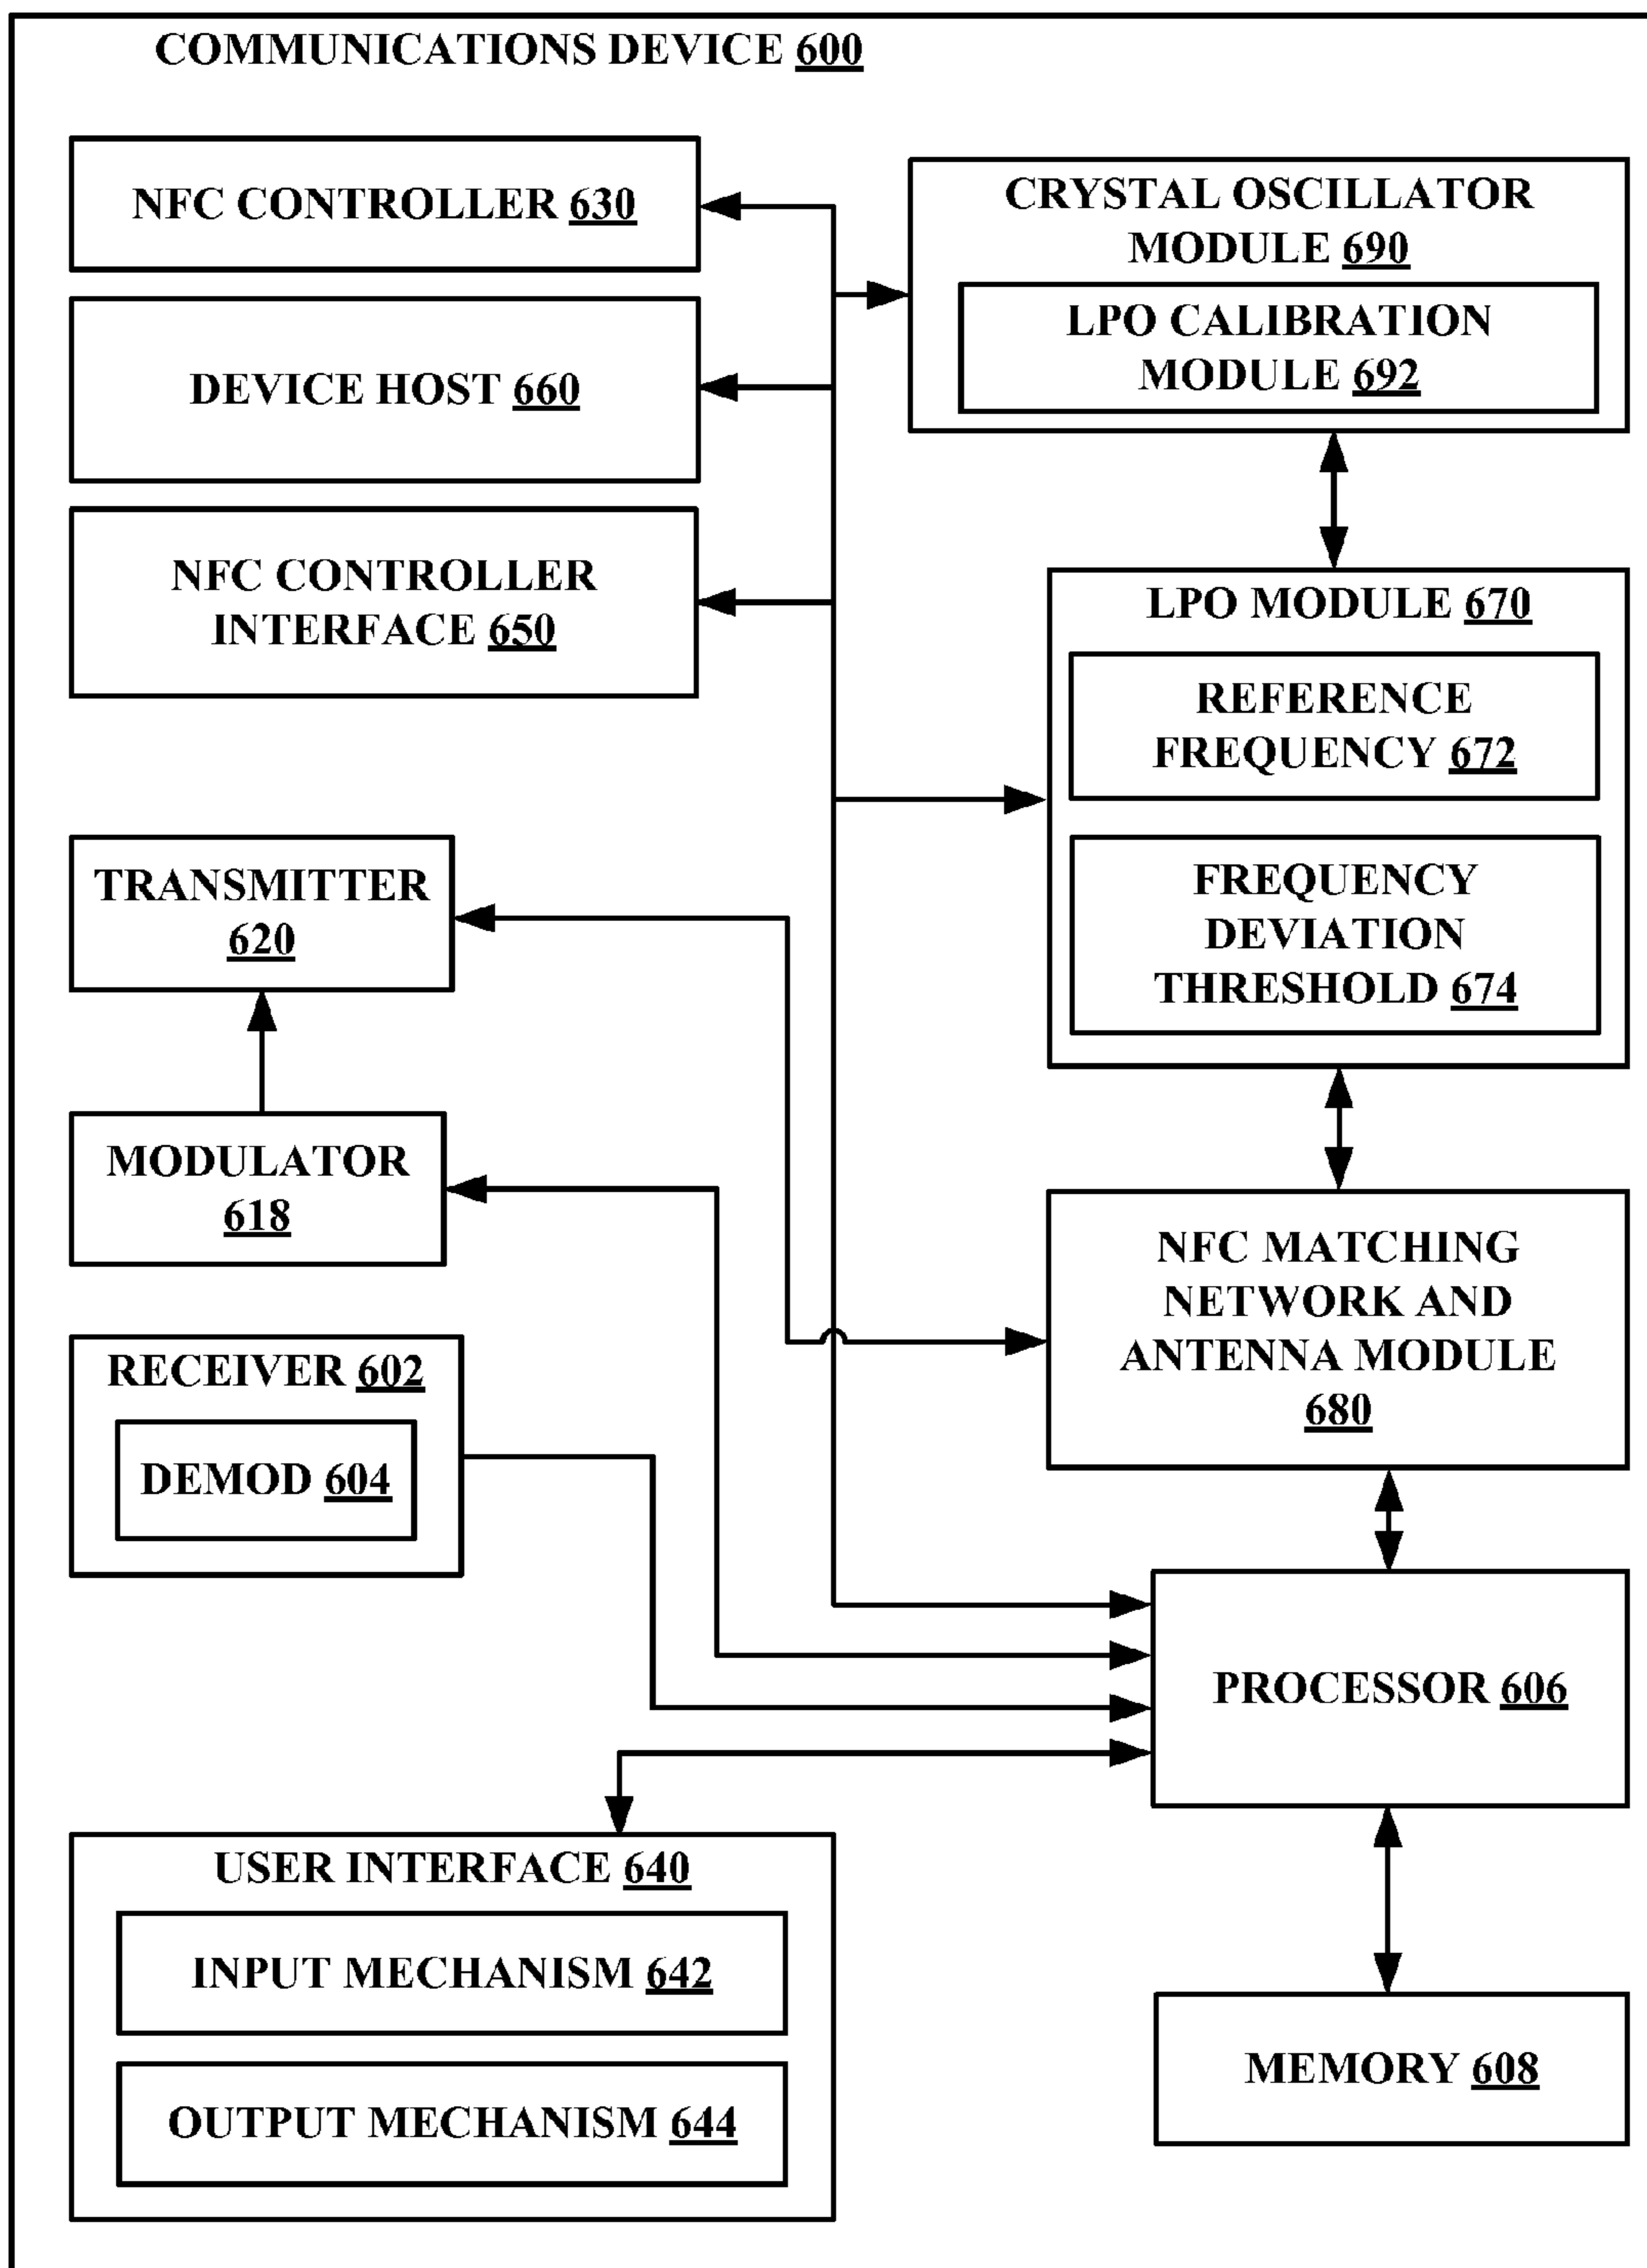 COMMUNICATIONS DEVICE 600
NFC CONTROLLER 630
DEVICE HOST 660
NFC CONTROLLER
INTERFACE 650
TRANSMITTER
620
MODULATOR
618
RECEIVER 602
DEMOD 604
USER INTERFACE 640
INPUT MECHANISM 642
OUTPUT MECHANISM 644
CRYSTAL OSCILLATOR
MODULE 690
LPO CALIBRATION
MODULE 692
LPO MODULE 670
REFERENCE
FREQUENCY 672
FREQUENCY
DEVIATION
THRESHOLD 674
NFC MATCHING
NETWORK AND
ANTENNA MODULE
680
PROCESSOR 606
MEMORY 608